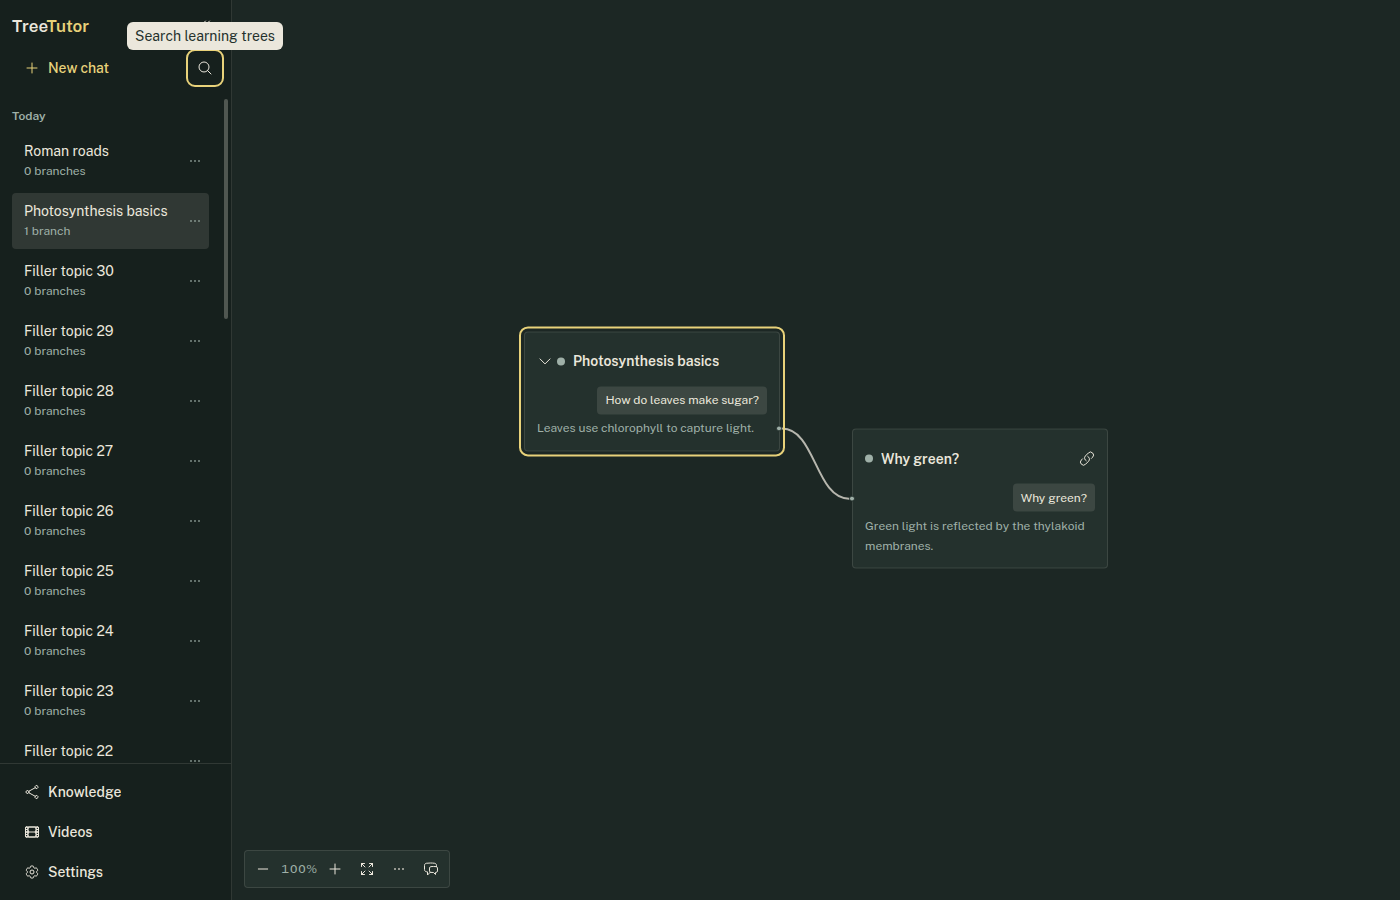 TreeTutor
Search learning trees
New chat
Today
Roman roads
0 branches
Photosynthesis basics
1 branch
Filler topic 30
0 branches
Filler topic 29
0 branches
Filler topic 28
0 branches
Filler topic 27
0 branches
Filler topic 26
0 branches
Filler topic 25
0 branches
Filler topic 24
0 branches
Filler topic 23
0 branches
Filler topic 22
Knowledge
Videos
Settings
Photosynthesis basics
How do leaves make sugar?
Leaves use chlorophyll to capture light.
Why green?
Why green?
Green light is reflected by the thylakoid
membranes.
100%